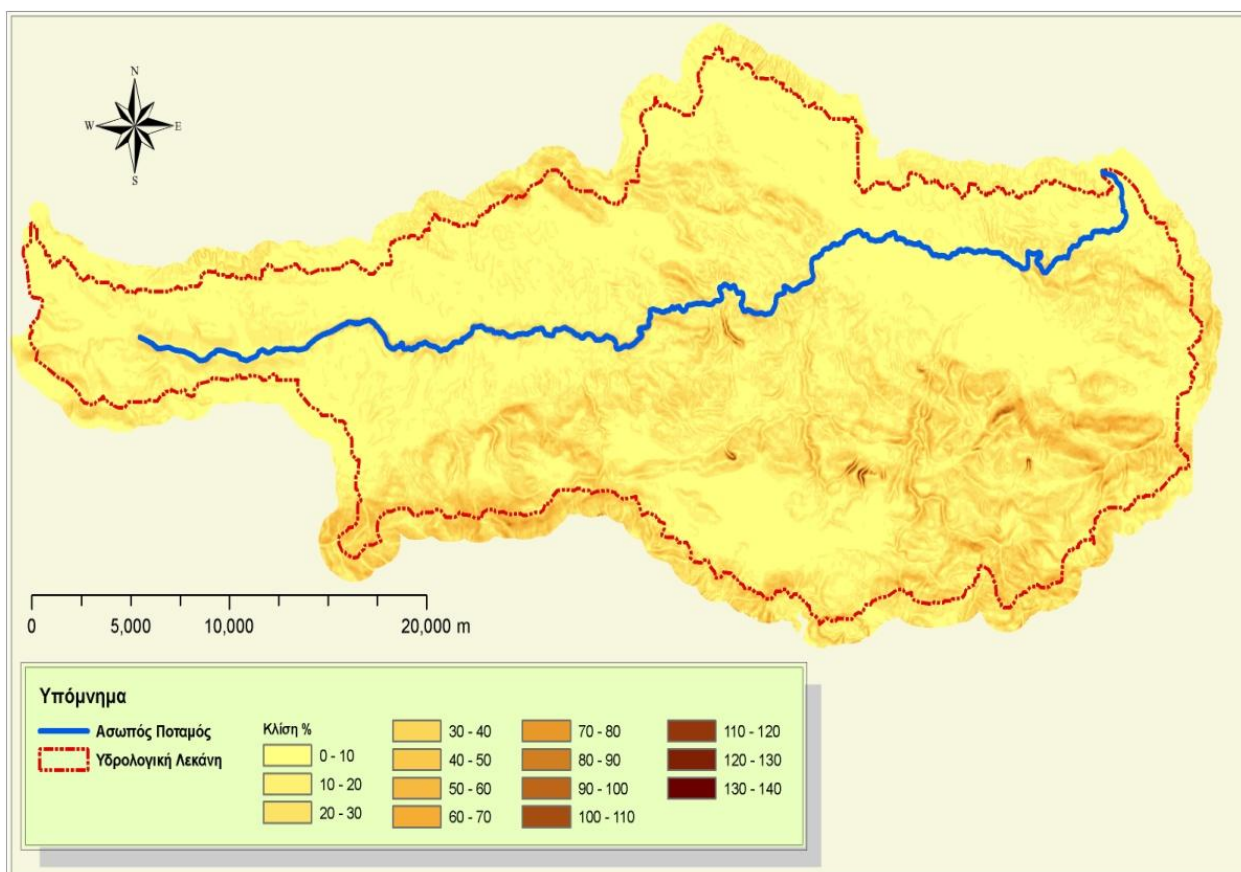 N
W E
S
0 5,000 10,000 20,000 m
Υπόμνημα
Ασωπός Ποταμός
Υδρολογική Λεκάνη
Κλίση %
0 - 10
10 - 20
20 - 30
30 - 40
40 - 50
50 - 60
60 - 70
70 - 80
80 - 90
90 - 100
100 - 110
110 - 120
120 - 130
130 - 140